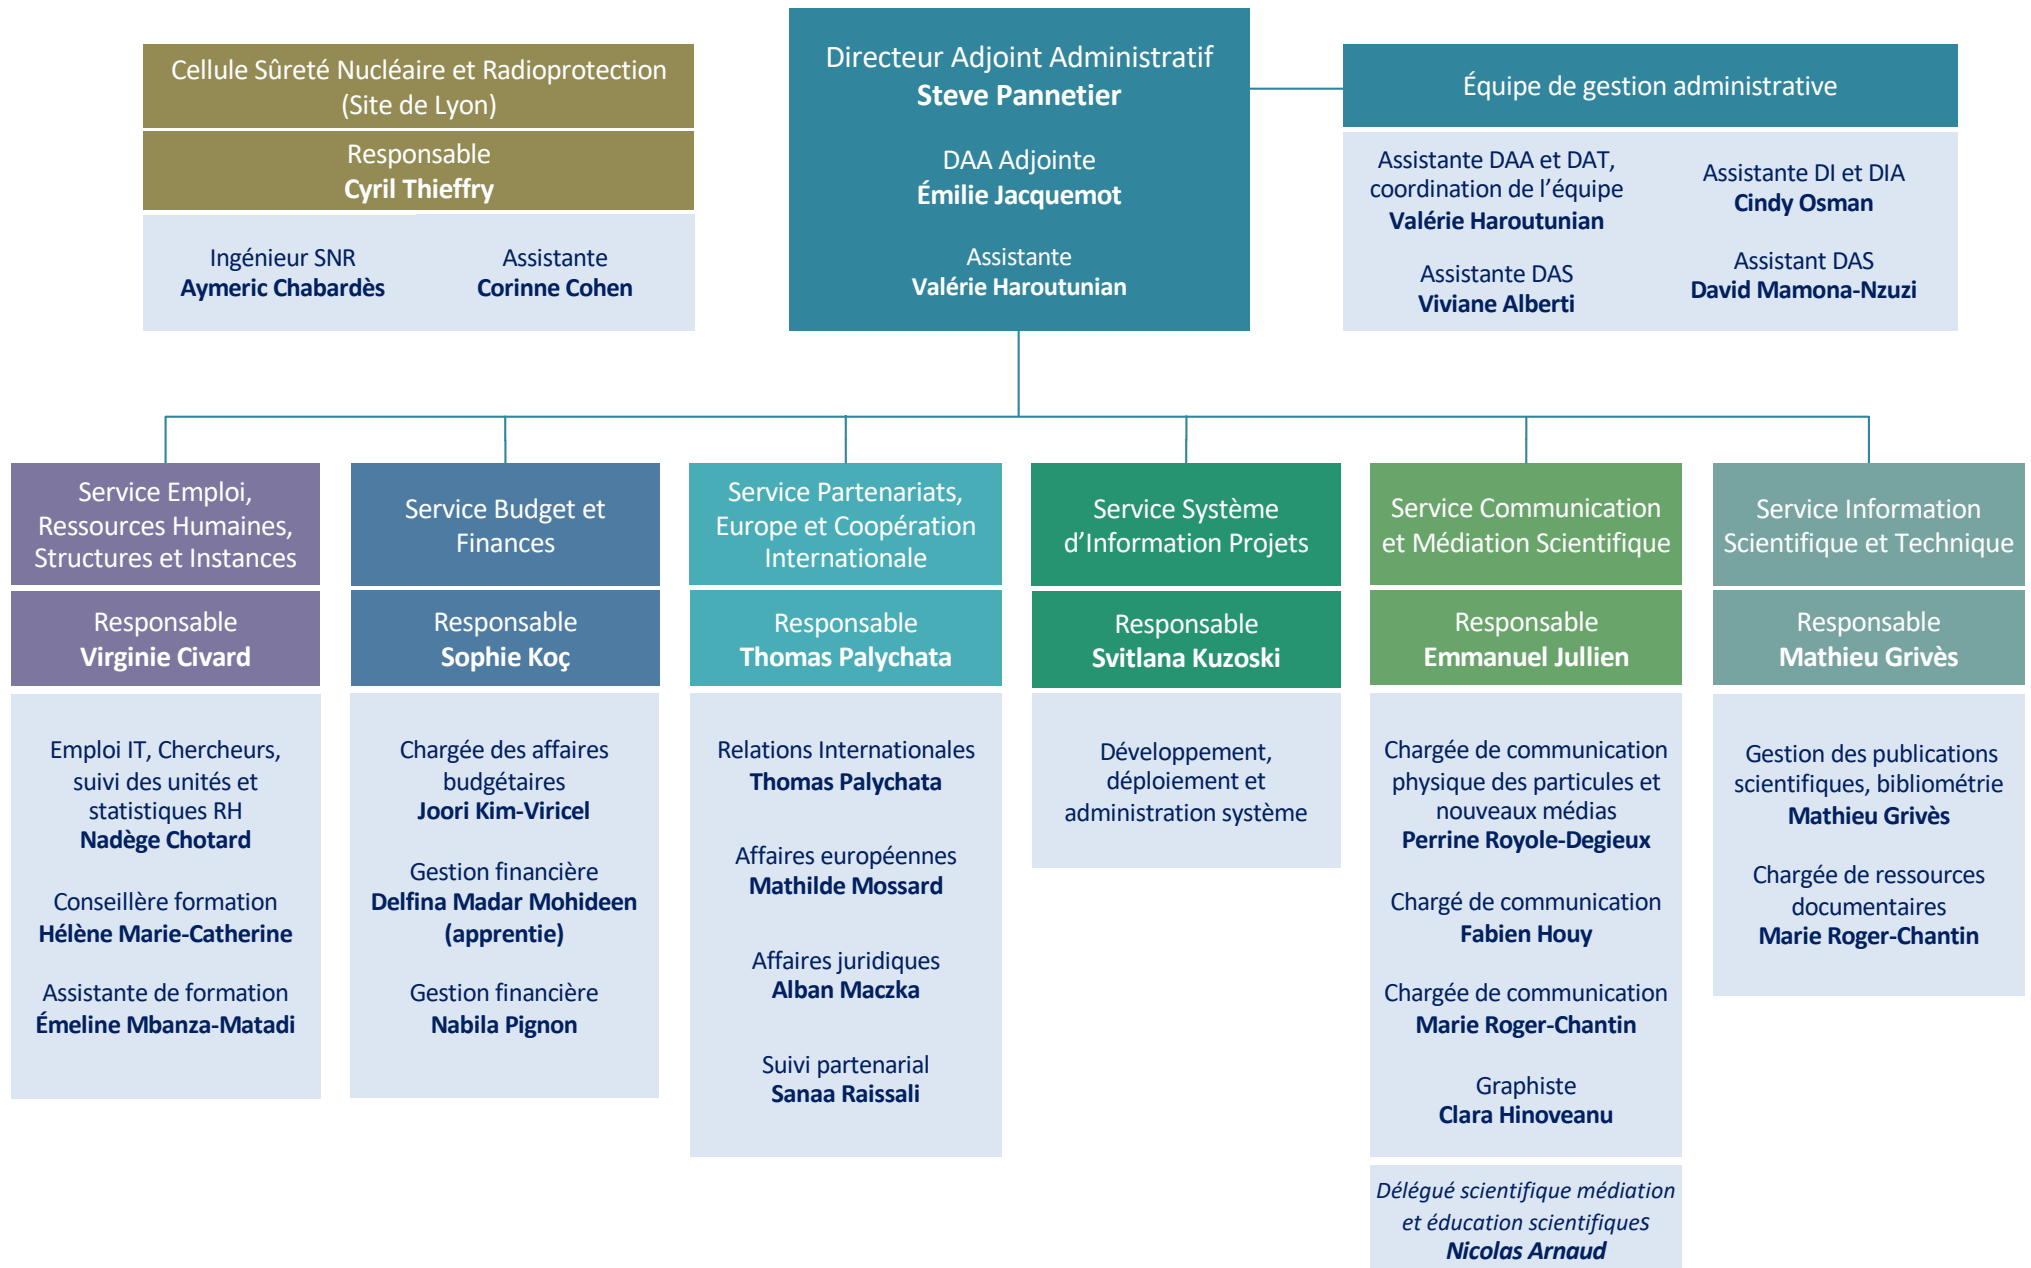 Cellule Sûreté Nucléaire et Radioprotection
(Site de Lyon)
Responsable
Cyril Thieffry
Ingénieur SNR
Aymeric Chabardès
Assistante
Corinne Cohen
Directeur Adjoint Administratif
Steve Pannetier
DAA Adjointe
Émilie Jacquemot
Assistante
Valérie Haroutunian
Équipe de gestion administrative
Assistante DAA et DAT,
coordination de l’équipe
Valérie Haroutunian
Assistante DI et DIA
Cindy Osman
Assistante DAS
Viviane Alberti
Assistant DAS
David Mamona-Nzuzi
Service Emploi,
Ressources Humaines,
Structures et Instances
Responsable
Virginie Civard
Emploi IT, Chercheurs,
suivi des unités et
statistiques RH
Nadège Chotard
Conseillère formation
Hélène Marie-Catherine
Assistante de formation
Émeline Mbanza-Matadi
Service Budget et
Finances
Responsable
Sophie Koç
Chargée des affaires
budgétaires
Joori Kim-Viricel
Gestion financière
Delfina Madar Mohideen
(apprentie)
Gestion financière
Nabila Pignon
Service Partenariats,
Europe et Coopération
Internationale
Responsable
Thomas Palychata
Relations Internationales
Thomas Palychata
Affaires européennes
Mathilde Mossard
Affaires juridiques
Alban Maczka
Suivi partenarial
Sanaa Raissali
Service Système
d’Information Projets
Responsable
Svitlana Kuzoski
Développement,
déploiement et
administration système
Service Communication
et Médiation Scientifique
Responsable
Emmanuel Jullien
Chargée de communication
physique des particules et
nouveaux médias
Perrine Royole-Degieux
Chargé de communication
Fabien Houy
Chargée de communication
Marie Roger-Chantin
Graphiste
Clara Hinoveanu
Délégué scientifique médiation
et éducation scientifiques
Nicolas Arnaud
Service Information
Scientifique et Technique
Responsable
Mathieu Grivès
Gestion des publications
scientifiques, bibliométrie
Mathieu Grivès
Chargée de ressources
documentaires
Marie Roger-Chantin